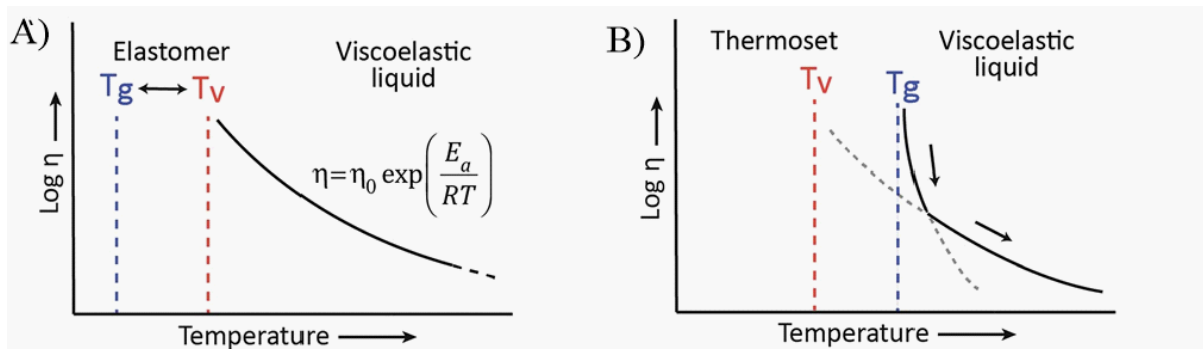 A)
Elastomer
Viscoelastic
liquid
Tg
Tv
η=η₀ exp(Eₐ/RT)
Log η
Temperature
B)
Thermoset
Viscoelastic
liquid
Tv
Tg
Log η
Temperature